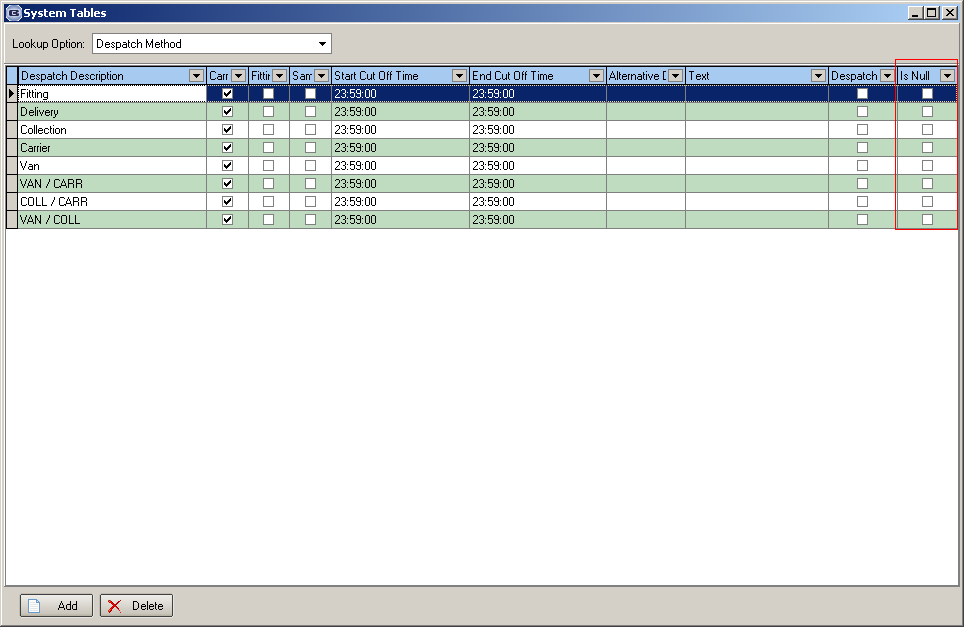 System Tables
Lookup Option: Despatch Method
Despatch Description Carr Fittir Sam Start Cut Off Time End Cut Off Time Alternative D Text Despatch Is Null
Fitting 23:59:00 23:59:00
Delivery 23:59:00 23:59:00
Collection 23:59:00 23:59:00
Carrier 23:59:00 23:59:00
Van 23:59:00 23:59:00
VAN / CARR 23:59:00 23:59:00
COLL / CARR 23:59:00 23:59:00
VAN / COLL 23:59:00 23:59:00
Add Delete